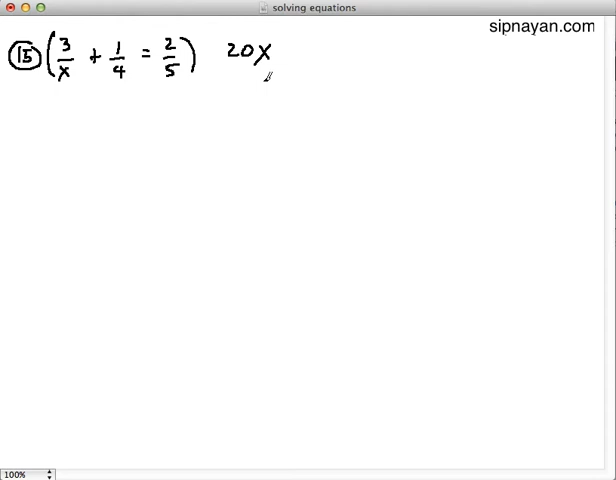 solving equations
sipnayan.com
15 ( 3/x + 1/4 = 2/5 ) 20x
100%